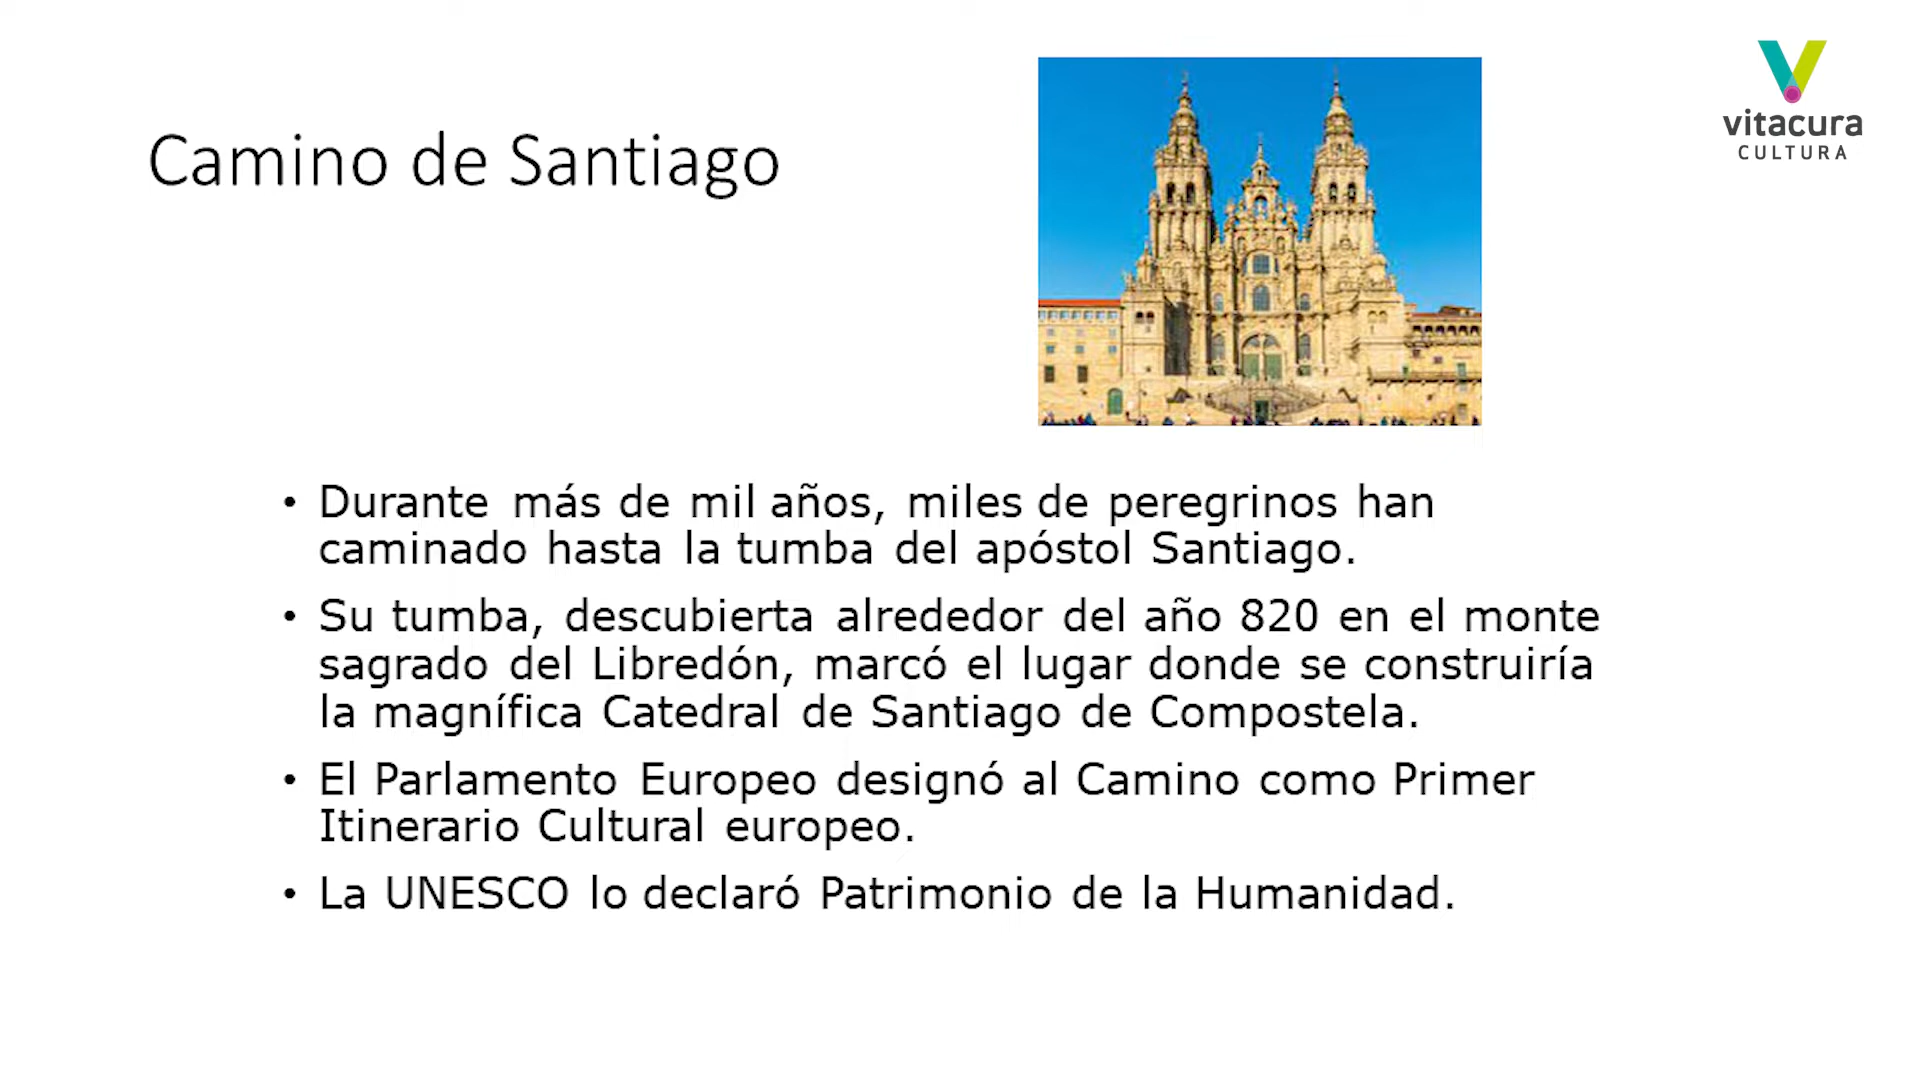 Camino de Santiago
vitacura
CULTURA
• Durante más de mil años, miles de peregrinos han
caminado hasta la tumba del apóstol Santiago.
• Su tumba, descubierta alrededor del año 820 en el monte
sagrado del Libredón, marcó el lugar donde se construiría
la magnífica Catedral de Santiago de Compostela.
• El Parlamento Europeo designó al Camino como Primer
Itinerario Cultural europeo.
• La UNESCO lo declaró Patrimonio de la Humanidad.